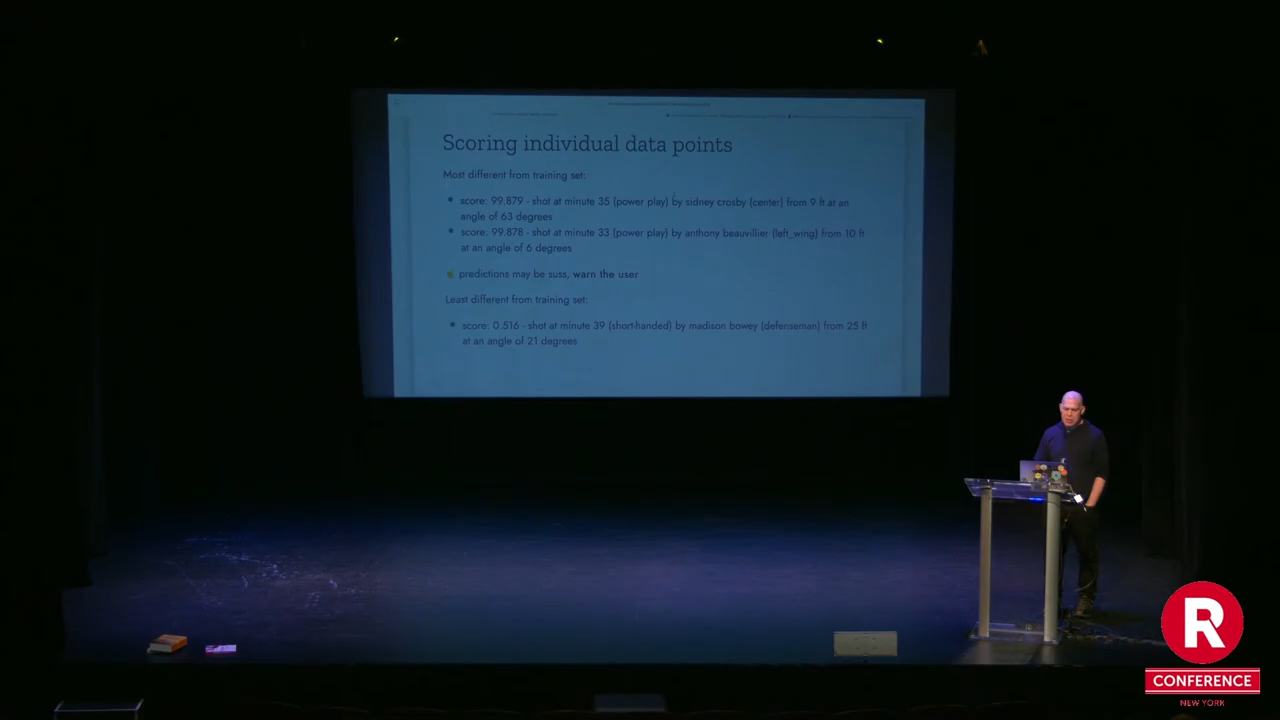 Scoring individual data points
Most different from training set:
score: 99.879 - shot at minute 35 (power play) by sidney crosby (center) from 9 ft at an
angle of 63 degrees
score: 99.878 - shot at minute 33 (power play) by anthony beauvillier (left_wing) from 10 ft
at an angle of 6 degrees
predictions may be suss, warn the user
Least different from training set:
score: 0.516 - shot at minute 39 (short-handed) by madison bowey (defenseman) from 25 ft
at an angle of 21 degrees
R
CONFERENCE
NEW YORK